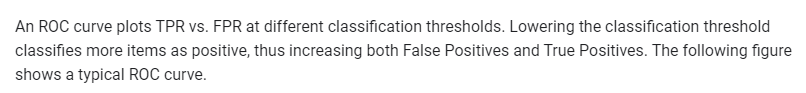 An ROC curve plots TPR vs. FPR at different classification thresholds. Lowering the classification threshold
classifies more items as positive, thus increasing both False Positives and True Positives. The following figure
shows a typical ROC curve.